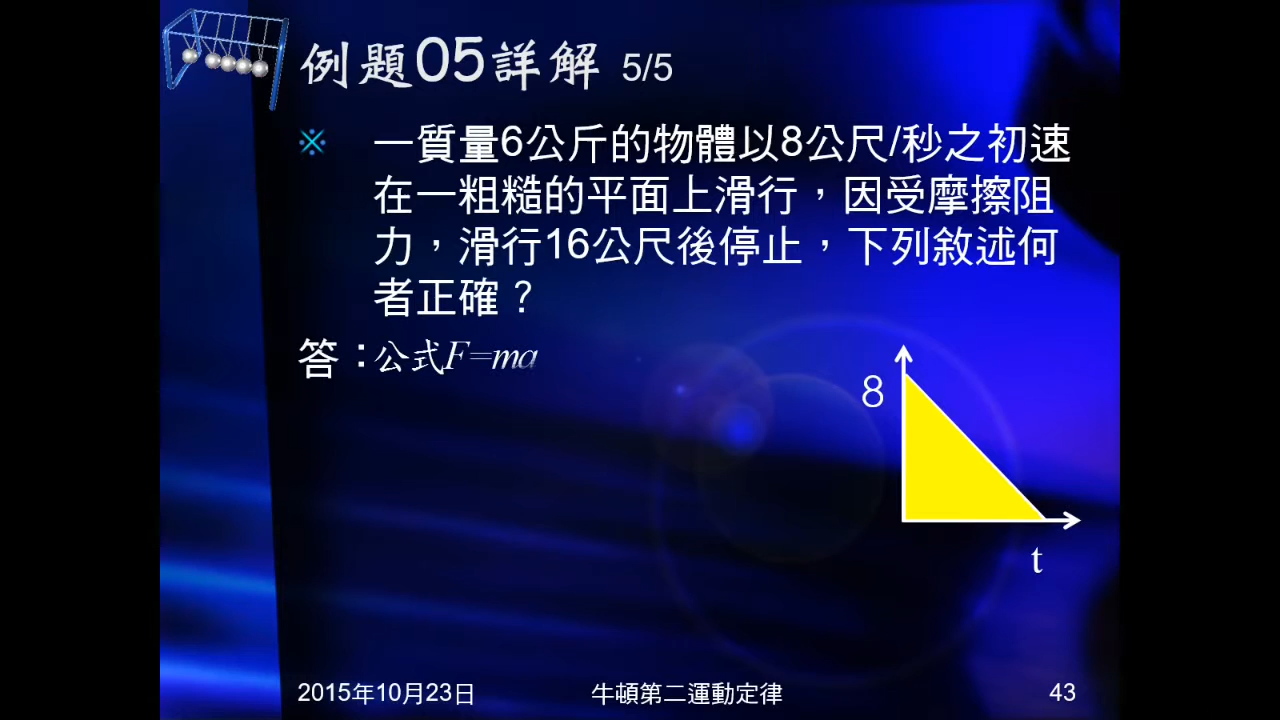 例題05詳解 5/5
※ 一質量6公斤的物體以8公尺/秒之初速
在一粗糙的平面上滑行，因受摩擦阻
力，滑行16公尺後停止，下列敘述何
者正確？
答：公式F=ma
8
t
2015年10月23日 牛頓第二運動定律 43